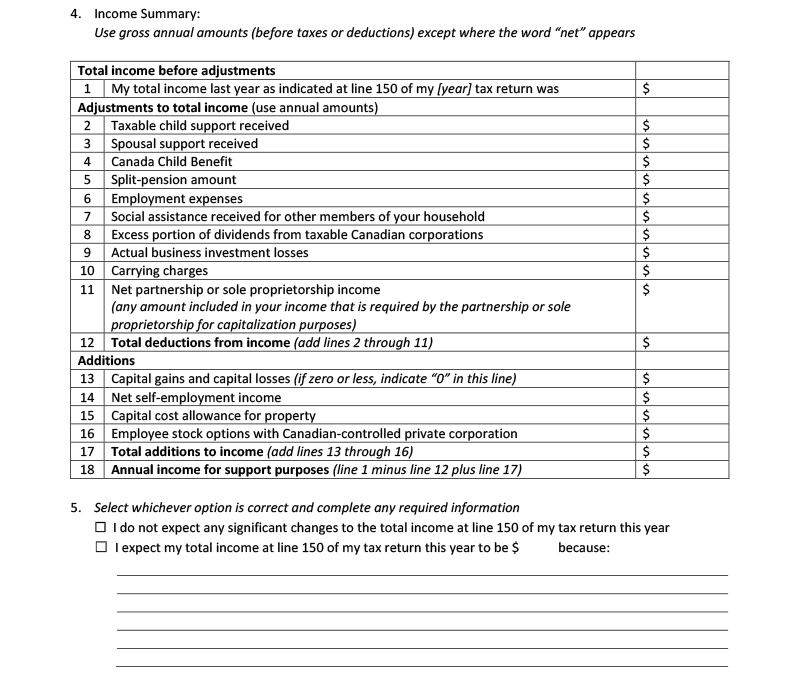 4. Income Summary:
Use gross annual amounts (before taxes or deductions) except where the word “net” appears
Total income before adjustments
1 My total income last year as indicated at line 150 of my [year] tax return was $
Adjustments to total income (use annual amounts)
2 Taxable child support received $
3 Spousal support received $
4 Canada Child Benefit $
5 Split-pension amount $
6 Employment expenses $
7 Social assistance received for other members of your household $
8 Excess portion of dividends from taxable Canadian corporations $
9 Actual business investment losses $
10 Carrying charges $
11 Net partnership or sole proprietorship income $
(any amount included in your income that is required by the partnership or sole
proprietorship for capitalization purposes)
12 Total deductions from income (add lines 2 through 11) $
Additions
13 Capital gains and capital losses (if zero or less, indicate “0” in this line) $
14 Net self-employment income $
15 Capital cost allowance for property $
16 Employee stock options with Canadian-controlled private corporation $
17 Total additions to income (add lines 13 through 16) $
18 Annual income for support purposes (line 1 minus line 12 plus line 17) $
5. Select whichever option is correct and complete any required information
☐ I do not expect any significant changes to the total income at line 150 of my tax return this year
☐ I expect my total income at line 150 of my tax return this year to be $ because: